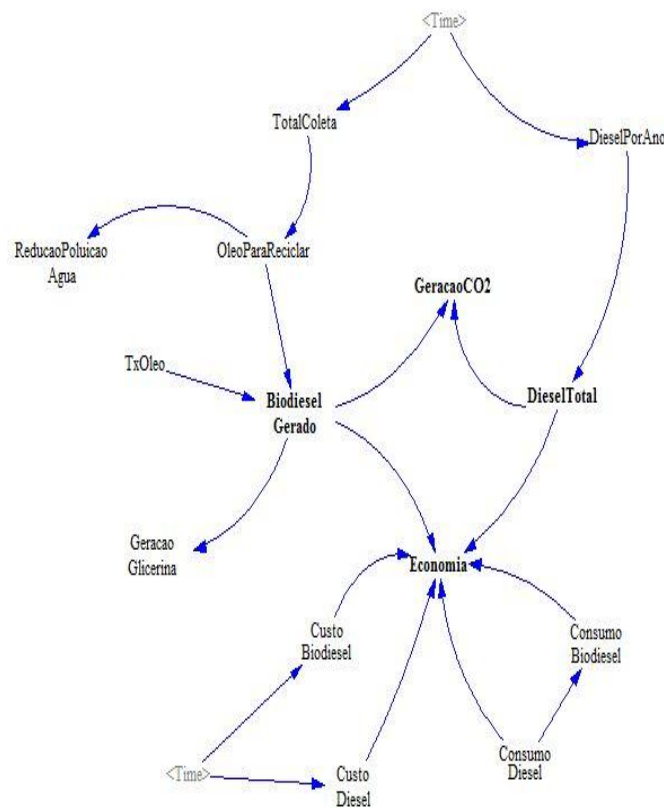 <Time>
TotalColeta
DieselPorAno
ReducaoPoluicao
Agua
OleoParaReciclar
GeracaoCO2
TxOleo
Biodiesel
Gerado
DieselTotal
Geracao
Glicerina
Economia
Custo
Biodiesel
Consumo
Biodiesel
<Time>
Custo
Diesel
Consumo
Diesel